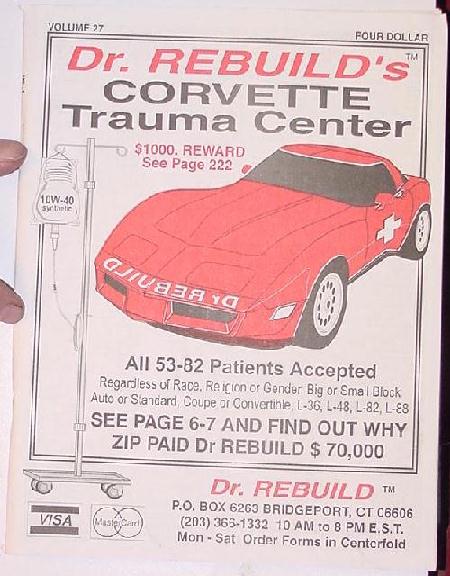 VOLUME 27
FOUR DOLLAR
Dr. REBUILD's TM
CORVETTE
Trauma Center
$1000. REWARD
See Page 222
10W-40
synthetic
Dr REBUILD
Dr REBUILD
All 53-82 Patients Accepted
Regardless of Race, Religion or Gender, Big or Small Block
Auto or Standard, Coupe or Convertible, L-36, L-48, L-82, L-88
SEE PAGE 6-7 AND FIND OUT WHY
ZIP PAID Dr REBUILD $ 70,000
Dr. REBUILD TM
VISA
MasterCard
P.O. BOX 6263 BRIDGEPORT, CT 06606
(203) 366-1332 10 AM to 8 PM E.S.T.
Mon - Sat Order Forms in Centerfold